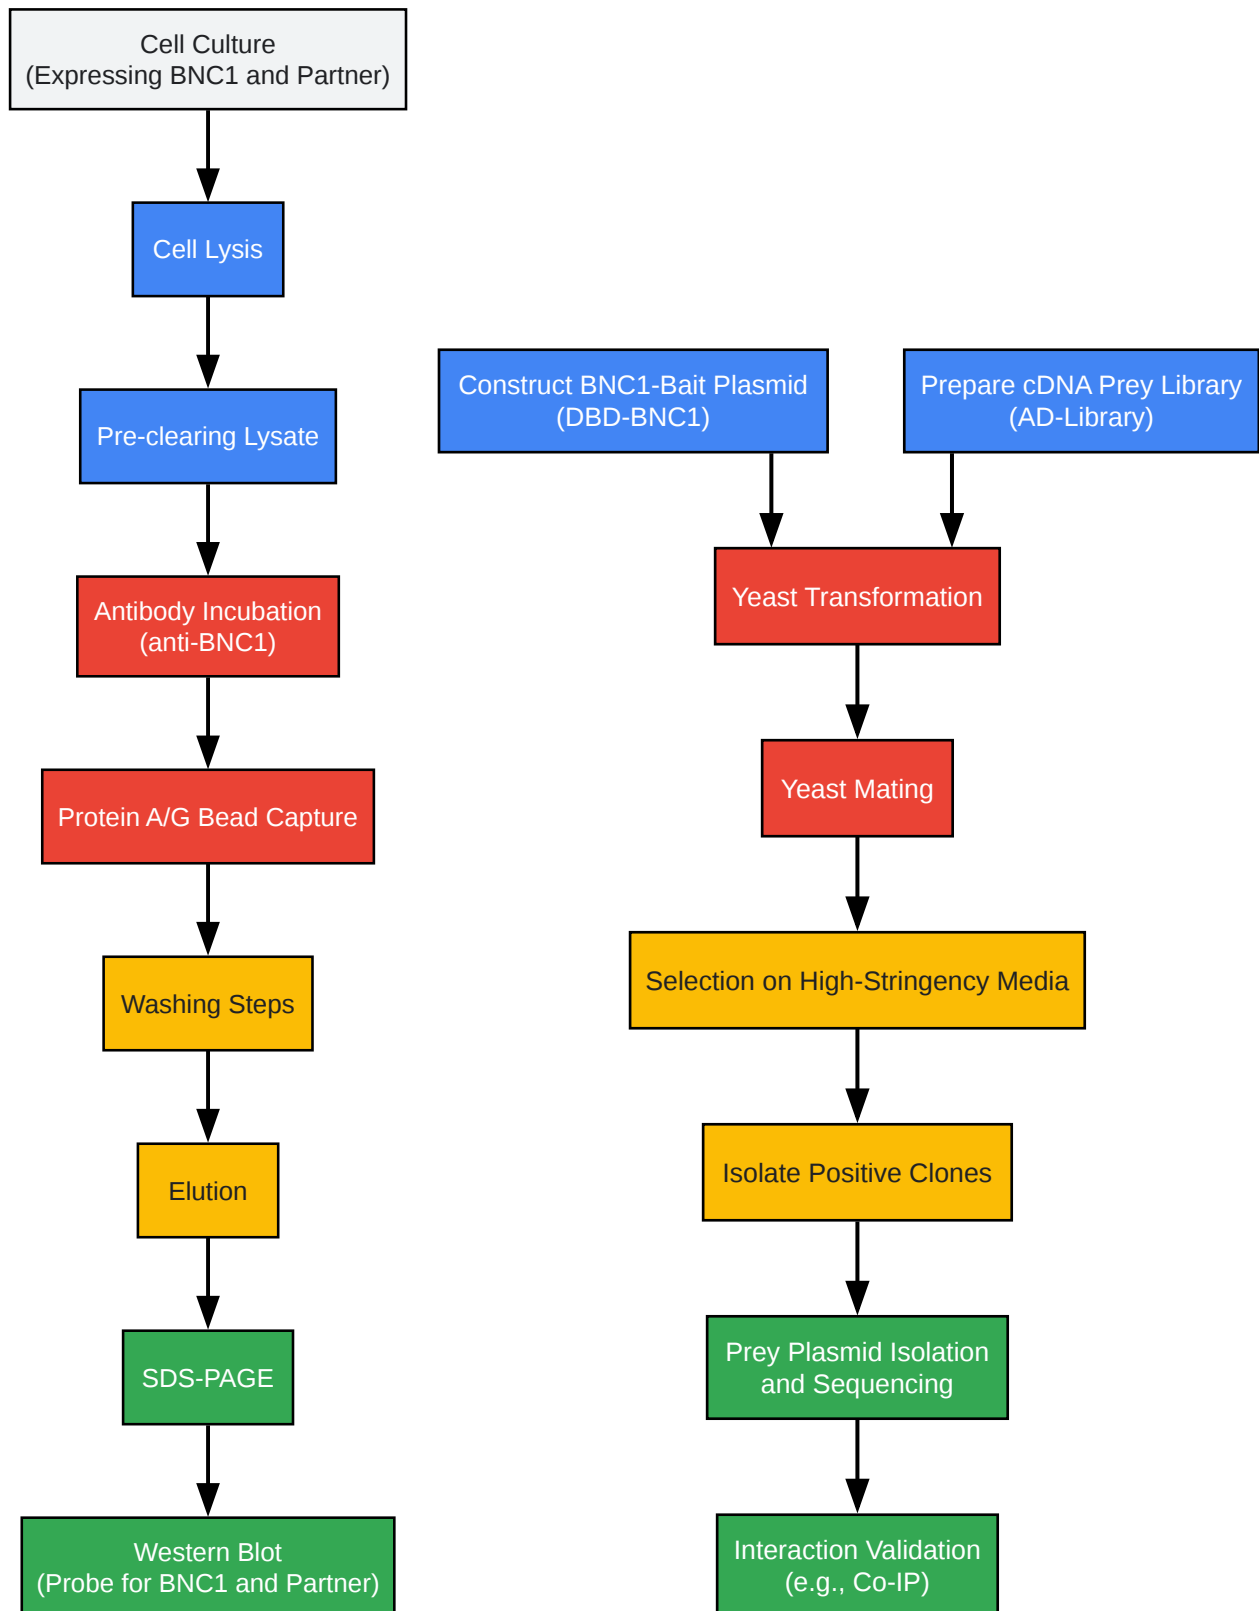 Cell Culture
(Expressing BNC1 and Partner)
Cell Lysis
Pre-clearing Lysate
Antibody Incubation
(anti-BNC1)
Protein A/G Bead Capture
Washing Steps
Elution
SDS-PAGE
Western Blot
(Probe for BNC1 and Partner)
Construct BNC1-Bait Plasmid
(DBD-BNC1)
Prepare cDNA Prey Library
(AD-Library)
Yeast Transformation
Yeast Mating
Selection on High-Stringency Media
Isolate Positive Clones
Prey Plasmid Isolation
and Sequencing
Interaction Validation
(e.g., Co-IP)